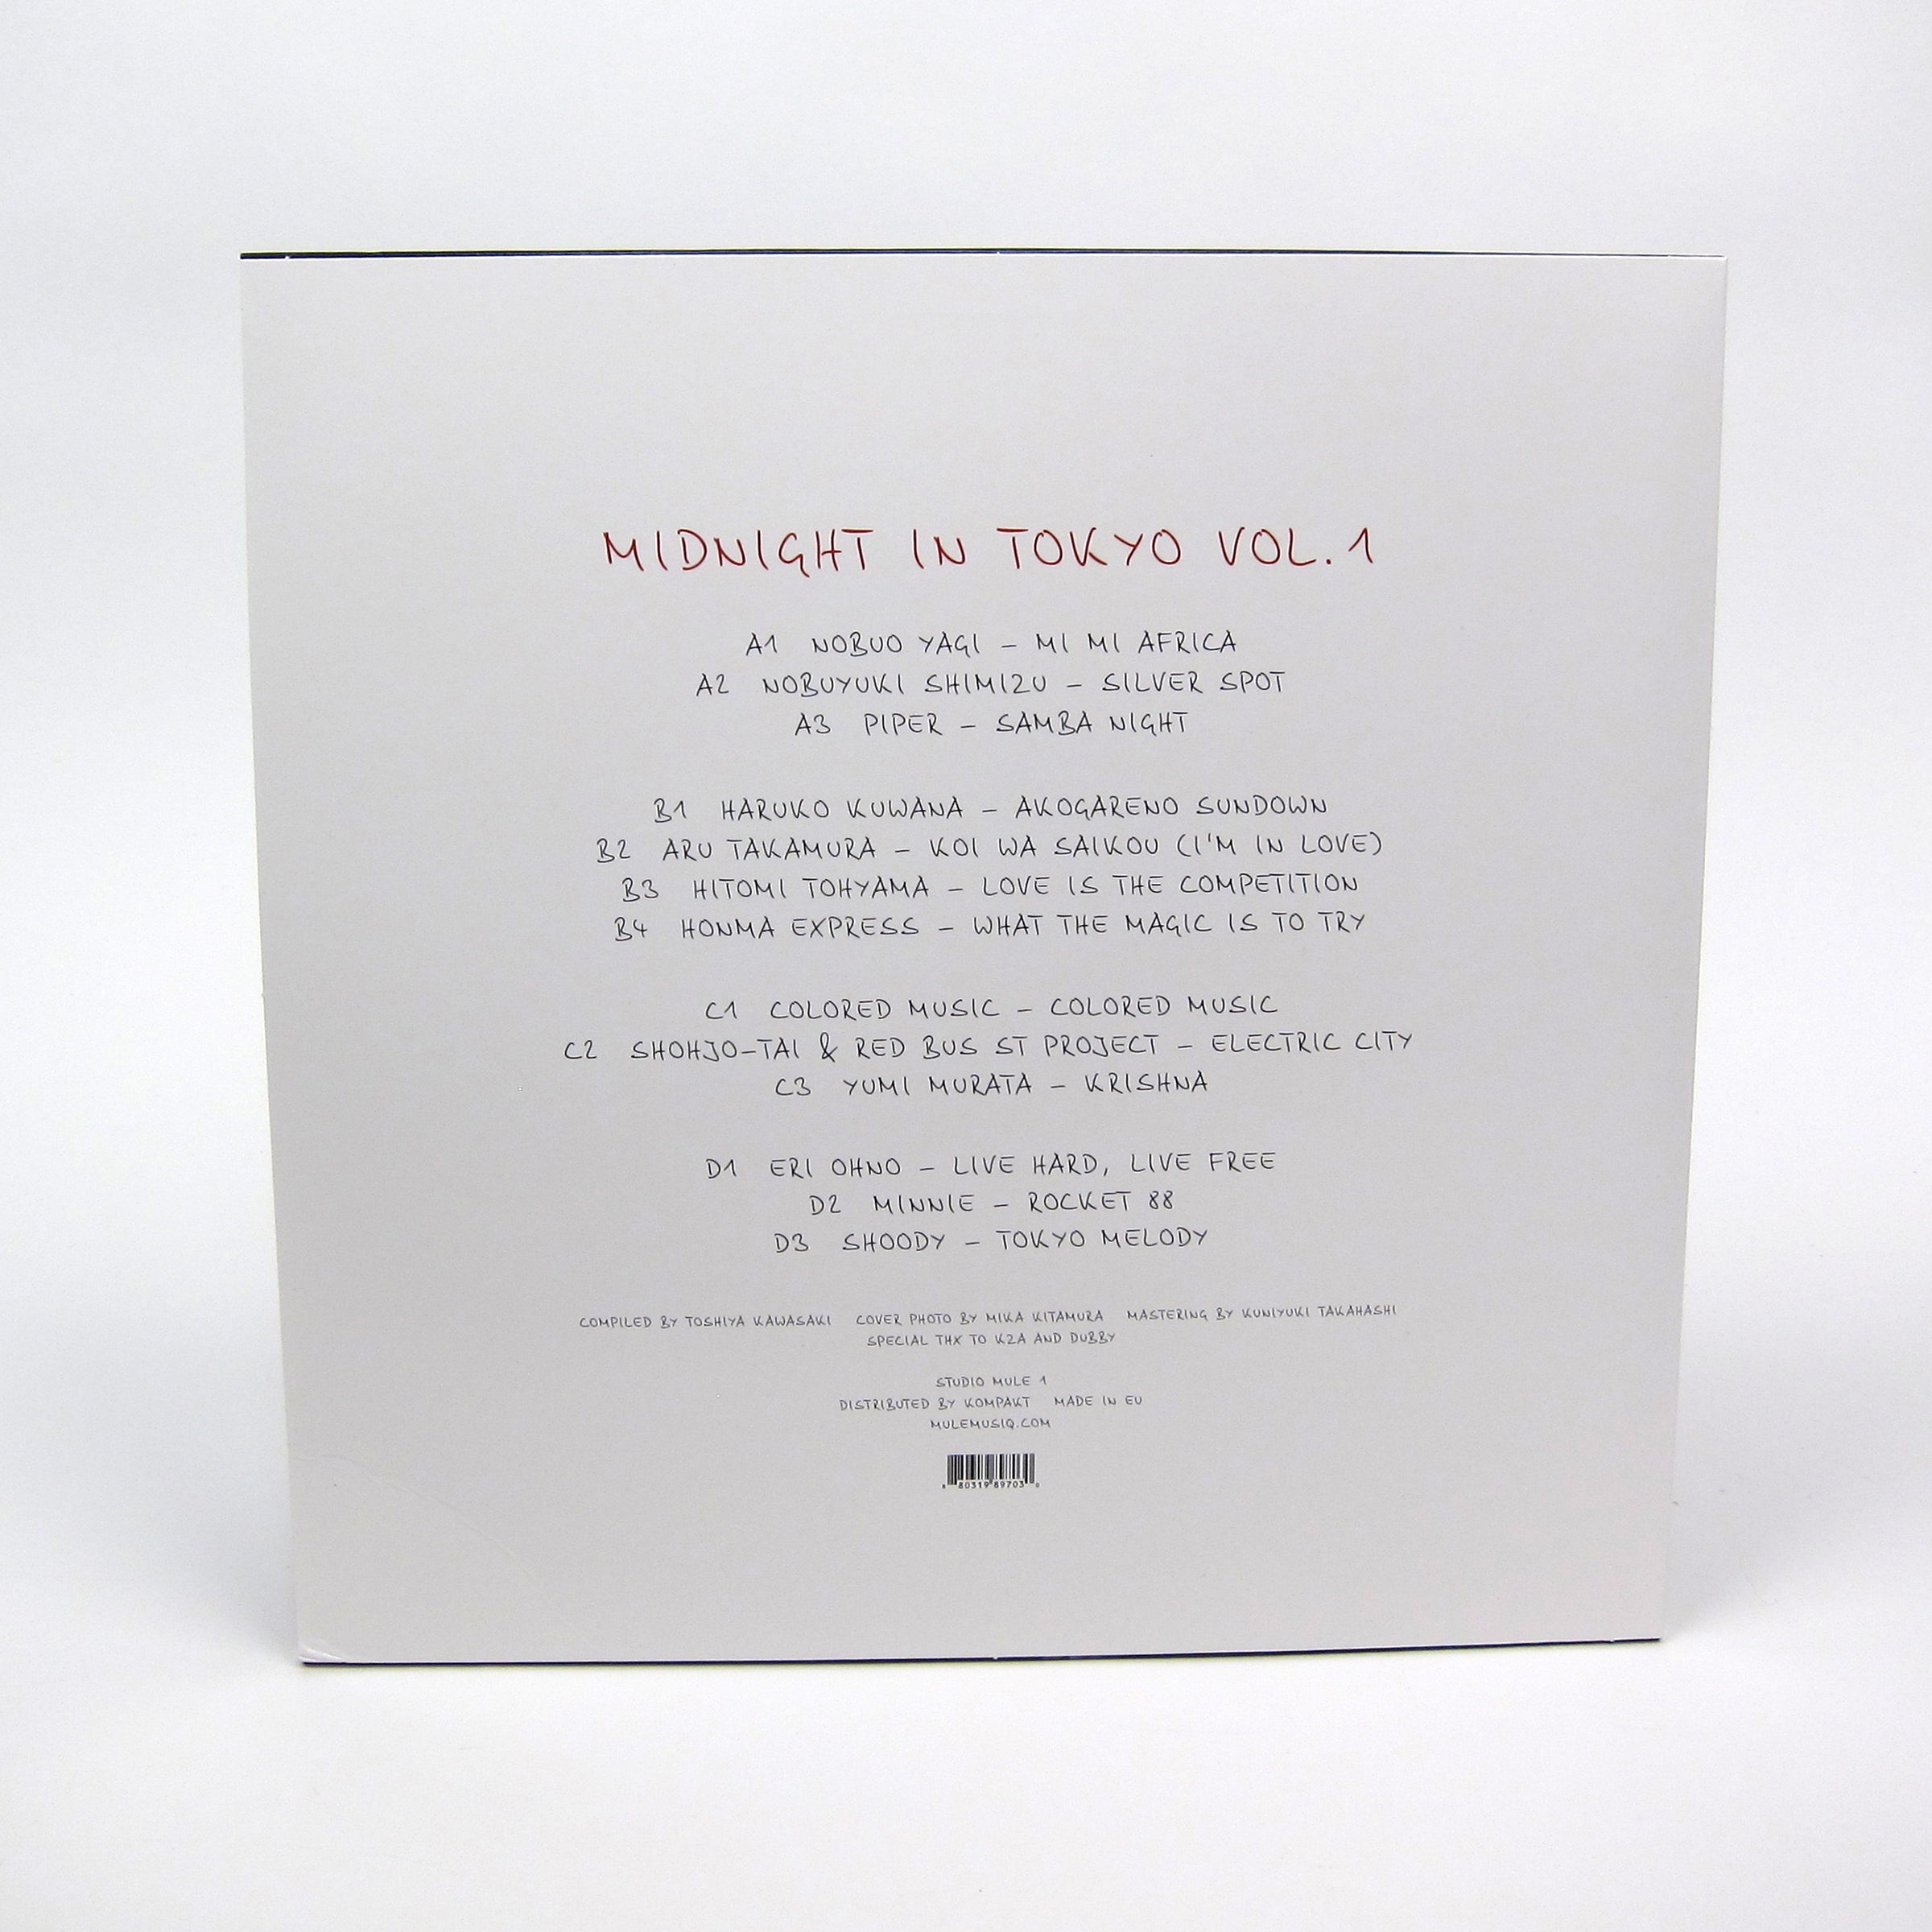 MIDNIGHT IN TOKYO VOL. 1
A1 NOBUO YAGI – MI MI AFRICA
A2 NOBUYUKI SHIMIZU – SILVER SPOT
A3 PIPER – SAMBA NIGHT
B1 HARUKO KUWANA – AKOGARENO SUNDOWN
B2 ARU TAKAMURA – KOI WA SAIKOU (I'M IN LOVE)
B3 HITOMI TOHYAMA – LOVE IS THE COMPETITION
B4 HONMA EXPRESS – WHAT THE MAGIC IS TO TRY
C1 COLORED MUSIC – COLORED MUSIC
C2 SHOHJO-TAI & RED BUS ST PROJECT – ELECTRIC CITY
C3 YUMI MURATA – KRISHNA
D1 ERI OHNO – LIVE HARD, LIVE FREE
D2 MINNIE – ROCKET 88
D3 SHOODY – TOKYO MELODY
COMPILED BY TOSHIYA KAWASAKI COVER PHOTO BY MIKA KITAMURA MASTERING BY KUNIYUKI TAKAHASHI
SPECIAL THX TO KZA AND DUBBY
STUDIO MULE 1
DISTRIBUTED BY KOMPAKT MADE IN EU
MULEMUSIQ.COM
8 80319 89703 0